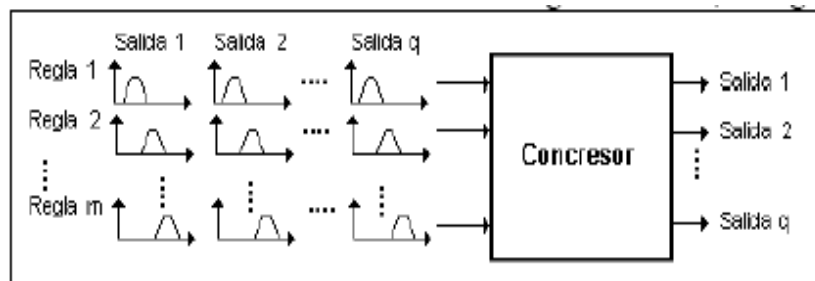 Salida 1 Salida 2 Salida q
Regla 1
Regla 2
Regla m
Concresor
Salida 1
Salida 2
Salida q